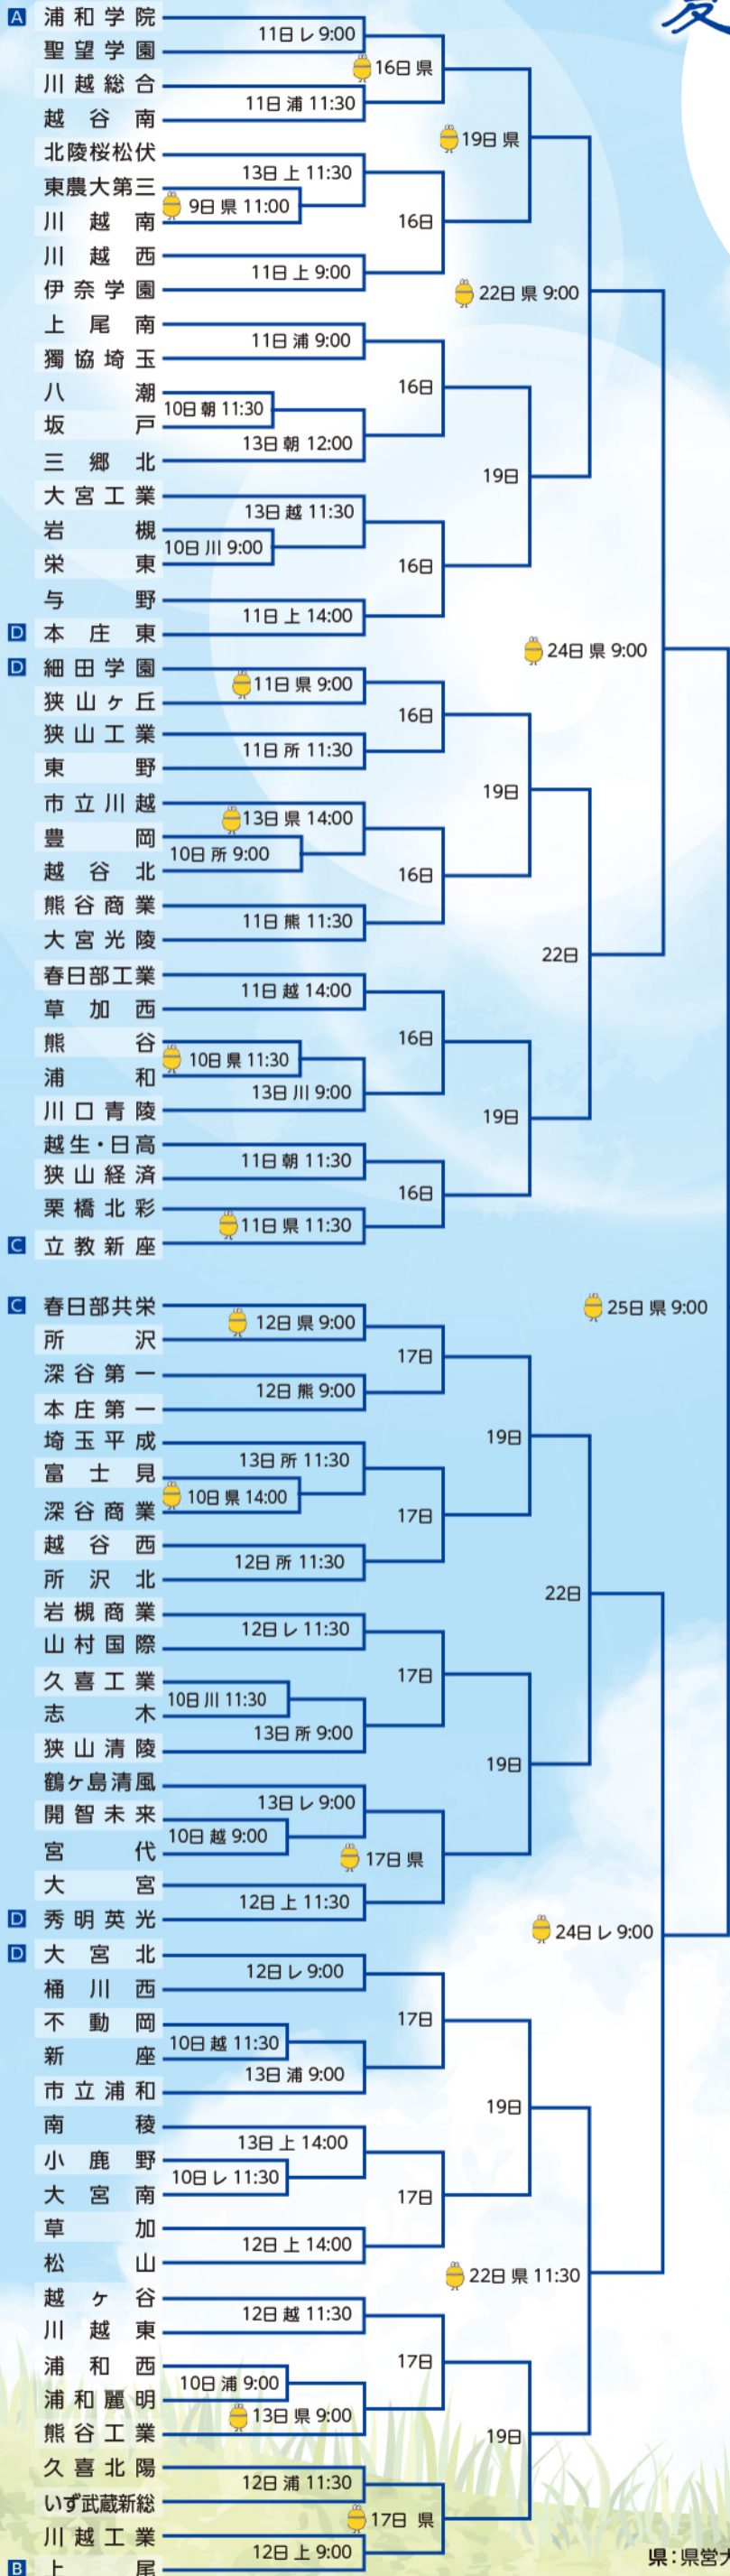 夏
A 浦和学院
11日 レ 9:00
聖望学園
16日 県
川越総合
11日 浦 11:30
越谷南
19日 県
北陵桜松伏
13日 上 11:30
東農大第三
9日 県 11:00
川越南
16日
川越西
11日 上 9:00
伊奈学園
22日 県 9:00
上尾南
11日 浦 9:00
獨協埼玉
16日
八潮
10日 朝 11:30
坂戸
13日 朝 12:00
三郷北
19日
大宮工業
13日 越 11:30
岩槻
10日 川 9:00
栄東
16日
与野
11日 上 14:00
D 本庄東
24日 県 9:00
D 細田学園
11日 県 9:00
狭山ヶ丘
16日
狭山工業
11日 所 11:30
東野
19日
市立川越
13日 県 14:00
豊岡
10日 所 9:00
越谷北
16日
熊谷商業
11日 熊 11:30
大宮光陵
22日
春日部工業
11日 越 14:00
草加西
16日
熊谷
10日 県 11:30
浦和
13日 川 9:00
川口青陵
19日
越生・日高
11日 朝 11:30
狭山経済
16日
栗橋北彩
11日 県 11:30
C 立教新座
25日 県 9:00
C 春日部共栄
12日 県 9:00
所沢
17日
深谷第一
12日 熊 9:00
本庄第一
19日
埼玉平成
13日 所 11:30
富士見
10日 県 14:00
深谷商業
17日
越谷西
12日 所 11:30
所沢北
22日
岩槻商業
12日 レ 11:30
山村国際
17日
久喜工業
10日 川 11:30
志木
13日 所 9:00
狭山清陵
19日
鶴ヶ島清風
13日 レ 9:00
開智未来
10日 越 9:00
宮代
17日 県
大宮
12日 上 11:30
D 秀明英光
24日 レ 9:00
D 大宮北
12日 レ 9:00
桶川西
17日
不動岡
10日 越 11:30
新座
13日 浦 9:00
市立浦和
19日
南稜
13日 上 14:00
小鹿野
10日 レ 11:30
大宮南
17日
草加
12日 上 14:00
松山
22日 県 11:30
越ヶ谷
12日 越 11:30
川越東
17日
浦和西
10日 浦 9:00
浦和麗明
13日 県 9:00
熊谷工業
19日
久喜北陽
12日 浦 11:30
いず武蔵新総
17日 県
川越工業
12日 上 9:00
B 上尾
県：県営大